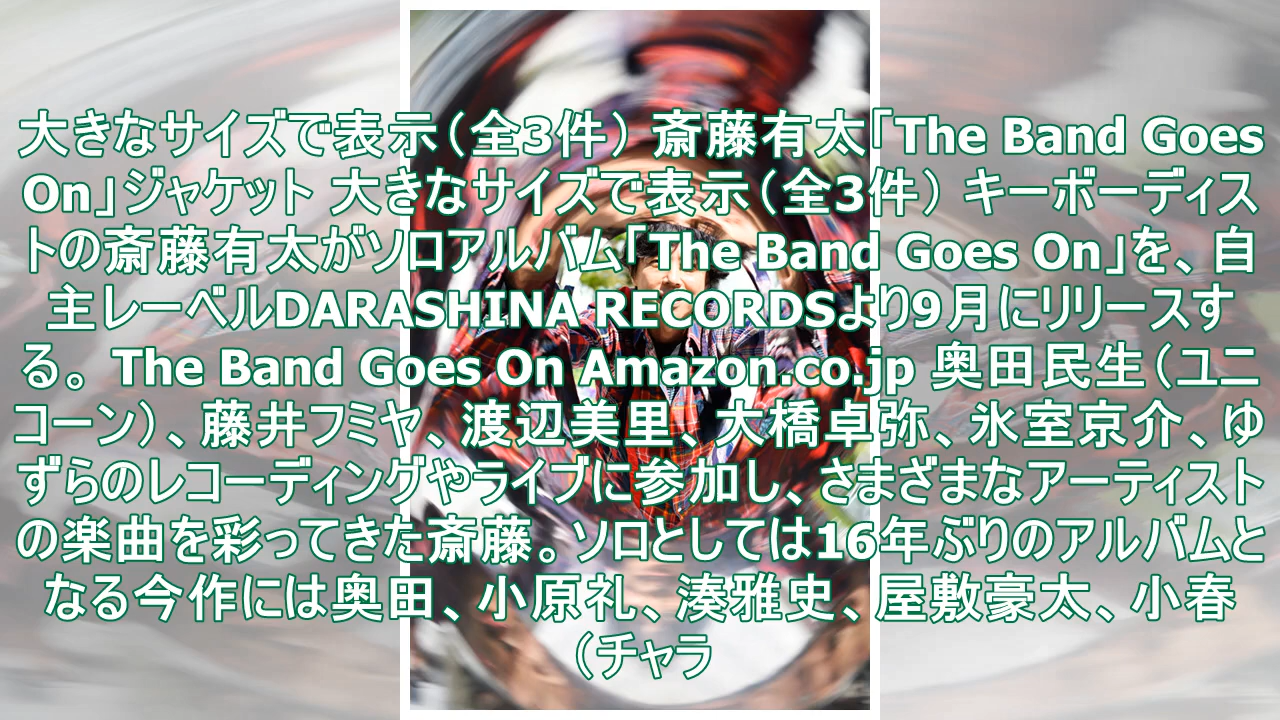 大きなサイズで表示（全3件） 斎藤有太「The Band Goes
On」ジャケット 大きなサイズで表示（全3件） キーボーディス
トの斎藤有太がソロアルバム「The Band Goes On」を、自
主レーベルDARASHINA RECORDSより9月にリリースす
る。 The Band Goes On Amazon.co.jp 奥田民生（ユニ
コーン）、藤井フミヤ、渡辺美里、大橋卓弥、氷室京介、ゆ
ずらのレコーディングやライブに参加し、さまざまなアーティスト
の楽曲を彩ってきた斎藤。ソロとしては16年ぶりのアルバムと
なる今作には奥田、小原礼、湊雅史、屋敷豪太、小春
（チャラ